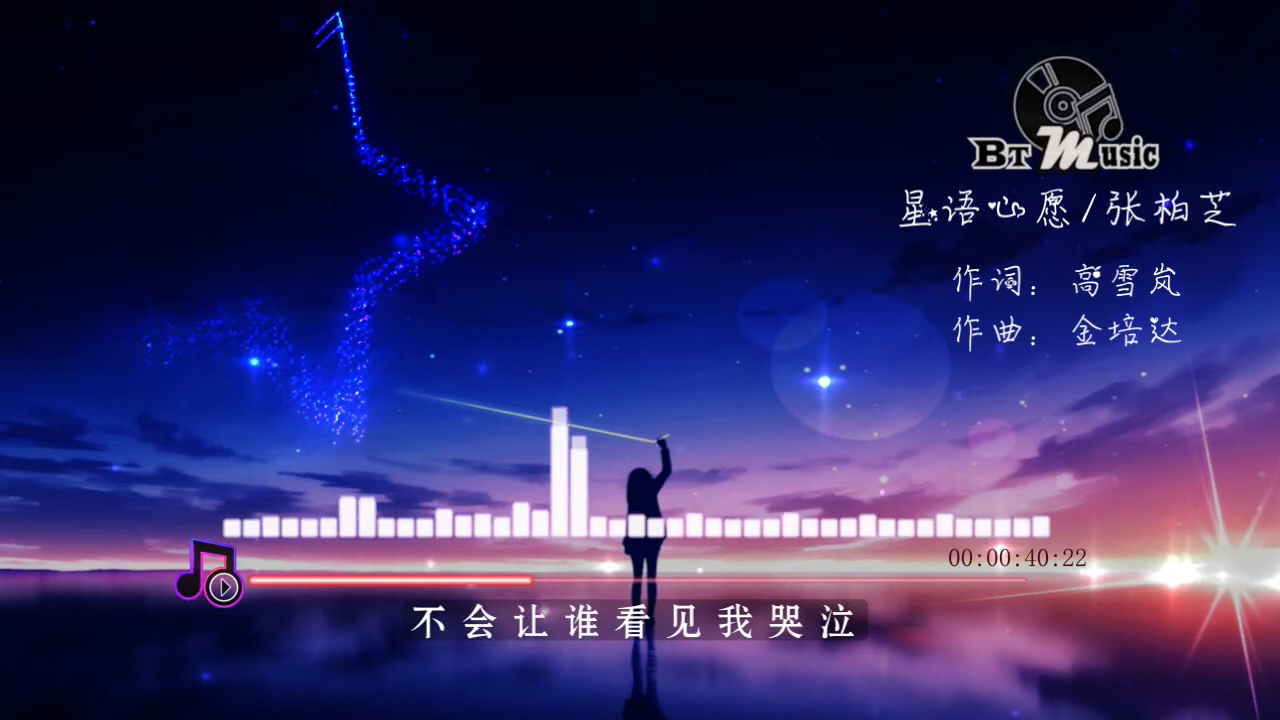 BT Music
星语心愿/张柏芝
作词：高雪岚
作曲：金培达
00:00:40:22
不会让谁看见我哭泣